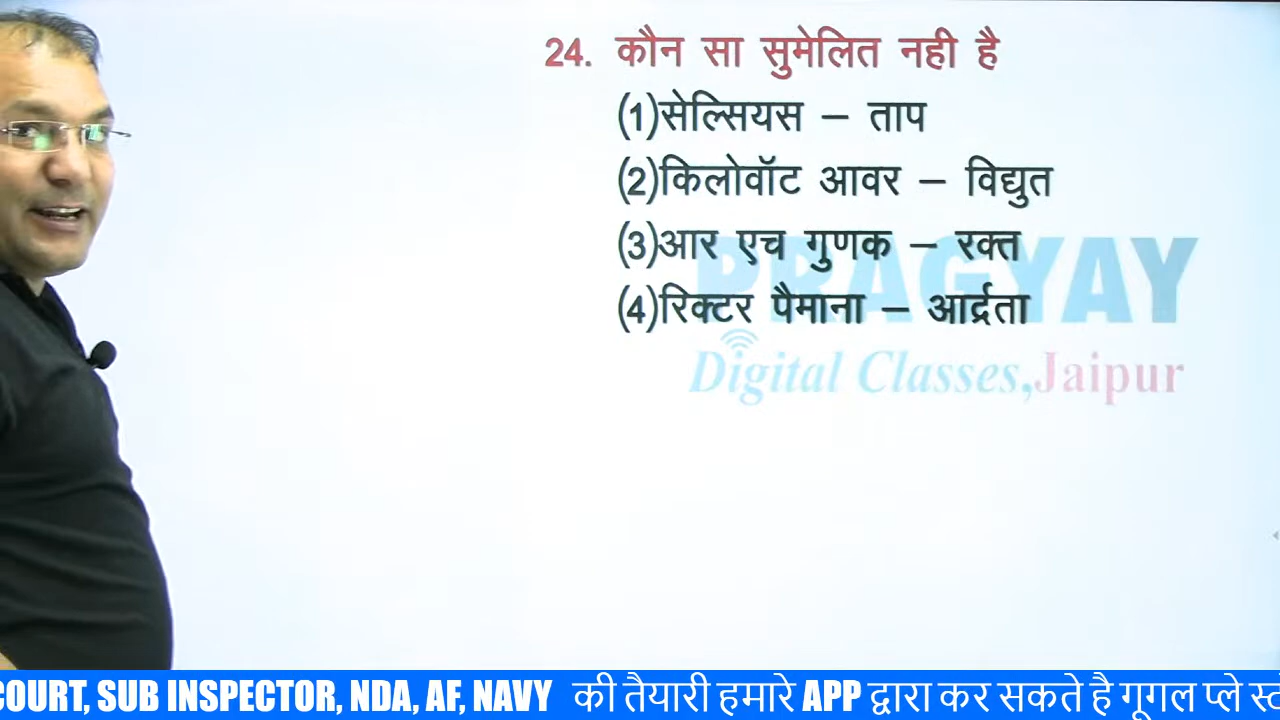 24. कौन सा सुमेलित नही है
(1)सेल्सियस – ताप
(2)किलोवॉट आवर – विद्युत
(3)आर एच गुणक – रक्त
(4)रिक्टर पैमाना – आर्द्रता
PRAGYAY
Digital Classes,Jaipur
COURT, SUB INSPECTOR, NDA, AF, NAVY की तैयारी हमारे APP द्वारा कर सकते है गूगल प्ले